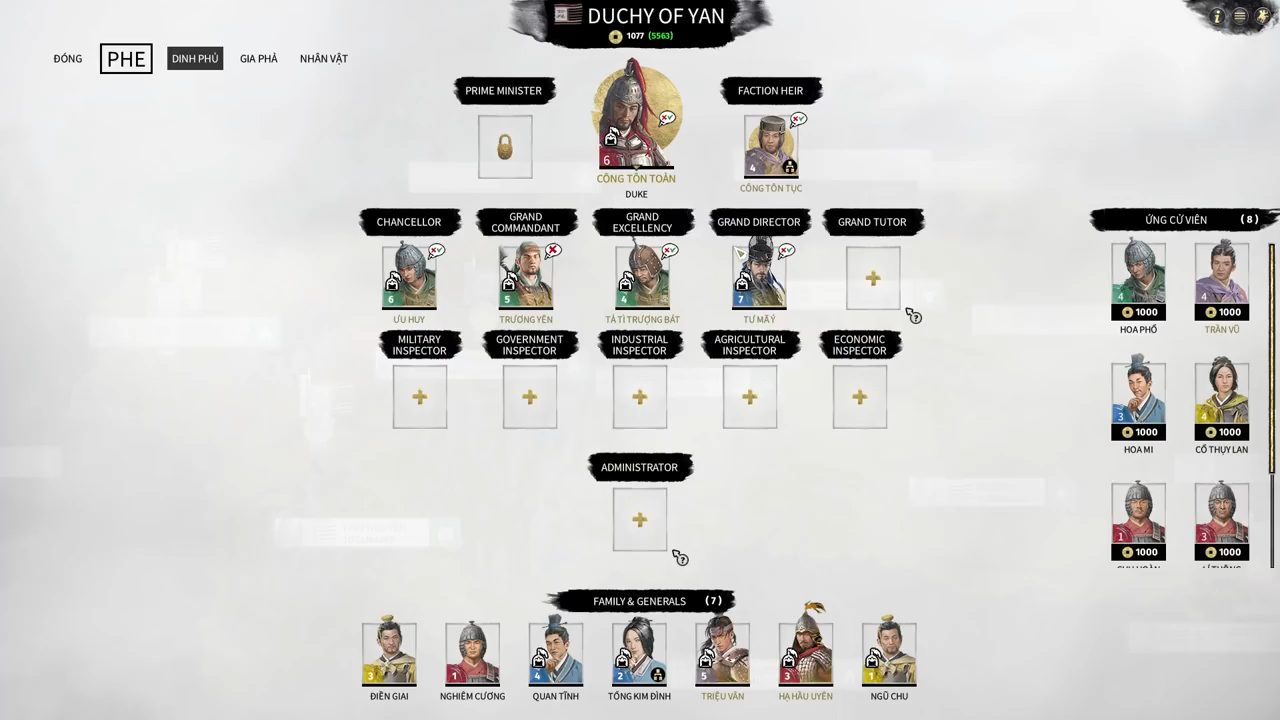 DUCHY OF YAN
1077 (5563)
ĐÓNG
PHE
DINH PHỦ
GIA PHẢ
NHÂN VẬT
PRIME MINISTER
FACTION HEIR
6
4
CÔNG TÔN TOẢN
DUKE
CÔNG TÔN TỤC
CHANCELLOR
GRAND COMMANDANT
GRAND EXCELLENCY
GRAND DIRECTOR
GRAND TUTOR
6
5
4
7
ƯU HUY
TRƯƠNG YÊN
TẢ TÌ TRƯỢNG BÁT
TƯ MÃ Ý
MILITARY INSPECTOR
GOVERNMENT INSPECTOR
INDUSTRIAL INSPECTOR
AGRICULTURAL INSPECTOR
ECONOMIC INSPECTOR
ADMINISTRATOR
ỨNG CỬ VIÊN (8)
4
4
1000
1000
HOA PHỔ
TRẦN VŨ
3
1000
1000
HOA MI
CỐ THỤY LAN
1
3
1000
1000
FAMILY & GENERALS (7)
3
1
4
2
5
3
1
ĐIỀN GIAI
NGHIÊM CƯƠNG
QUAN TĨNH
TỐNG KIM ĐÌNH
TRIỆU VÂN
HẠ HẦU UYÊN
NGŨ CHU